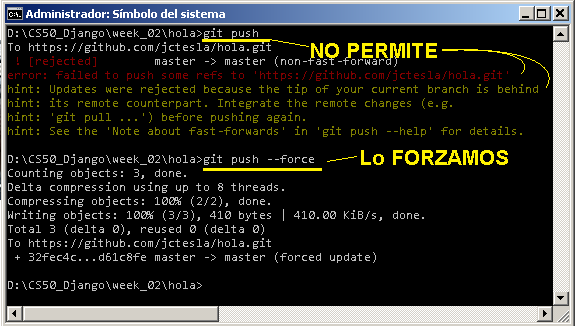 Administrador: Símbolo del sistema
D:\CS50_Django\week_02\hola>git push
NO PERMITE
To https://github.com/jctesla/hola.git
! [rejected]        master -> master (non-fast-forward)
error: failed to push some refs to 'https://github.com/jctesla/hola.git'
hint: Updates were rejected because the tip of your current branch is behind
hint: its remote counterpart. Integrate the remote changes (e.g.
hint: 'git pull ...') before pushing again.
hint: See the 'Note about fast-forwards' in 'git push --help' for details.
D:\CS50_Django\week_02\hola>git push --force
Lo FORZAMOS
Counting objects: 3, done.
Delta compression using up to 8 threads.
Compressing objects: 100% (2/2), done.
Writing objects: 100% (3/3), 410 bytes | 410.00 KiB/s, done.
Total 3 (delta 0), reused 0 (delta 0)
To https://github.com/jctesla/hola.git
+ 32fec4c...d61c8fe master -> master (forced update)
D:\CS50_Django\week_02\hola>